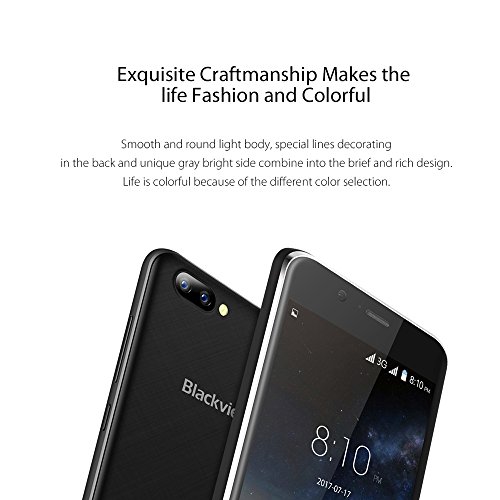 Exquisite Craftmanship Makes the
life Fashion and Colorful
Smooth and round light body, special lines decorating
in the back and unique gray bright side combine into the brief and rich design.
Life is colorful because of the different color selection.
3G 8:10 PM
Blackvie
8:10
2017-07-17